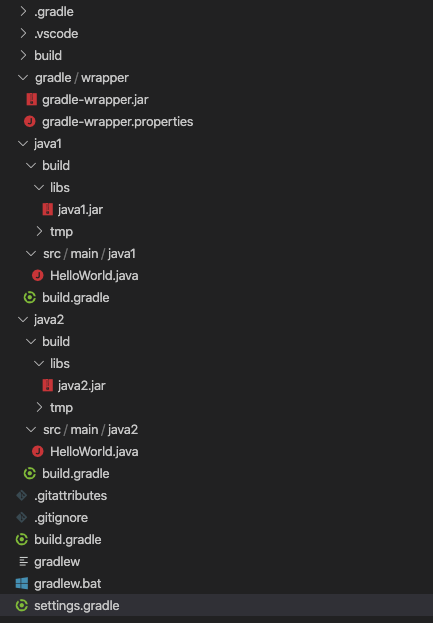 .gradle
.vscode
build
gradle / wrapper
gradle-wrapper.jar
gradle-wrapper.properties
java1
build
libs
java1.jar
tmp
src / main / java1
HelloWorld.java
build.gradle
java2
build
libs
java2.jar
tmp
src / main / java2
HelloWorld.java
build.gradle
.gitattributes
.gitignore
build.gradle
gradlew
gradlew.bat
settings.gradle